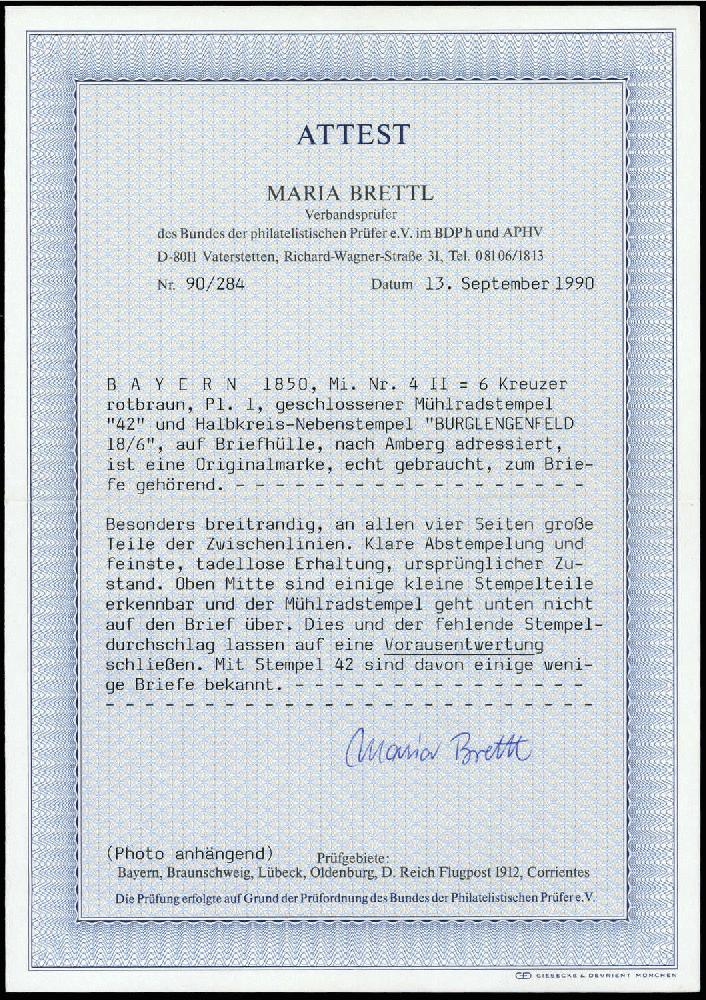 ATTEST
MARIA BRETTL
Verbandsprüfer
des Bundes der philatelistischen Prüfer e.V. im BDPh und APHV
D-8011 Vaterstetten, Richard-Wagner-Straße 31, Tel. 08106/1813
Nr. 90/284 Datum 13. September 1990
B A Y E R N 1850, Mi. Nr. 4 II = 6 Kreuzer
rotbraun, Pl. 1, geschlossener Mühlradstempel
"42" und Halbkreis-Nebenstempel "BURGLENGENFELD
18/6", auf Briefhülle, nach Amberg adressiert,
ist eine Originalmarke, echt gebraucht, zum Brie-
fe gehörend. - - - - - - - - - - - - - - - - - -
Besonders breitrandig, an allen vier Seiten große
Teile der Zwischenlinien. Klare Abstempelung und
feinste, tadellose Erhaltung, ursprünglicher Zu-
stand. Oben Mitte sind einige kleine Stempelteile
erkennbar und der Mühlradstempel geht unten nicht
auf den Brief über. Dies und der fehlende Stempel-
durchschlag lassen auf eine Vorausentwertung
schließen. Mit Stempel 42 sind davon einige weni-
ge Briefe bekannt. - - - - - - - - - - - - - - -
- - - - - - - - - - - - - - - - - - - - - - - - -
Maria Brettl
(Photo anhängend) Prüfgebiete:
Bayern, Braunschweig, Lübeck, Oldenburg, D. Reich Flugpost 1912, Corrientes
Die Prüfung erfolgte auf Grund der Prüfordnung des Bundes der Philatelistischen Prüfer e.V.
GIESECKE & DEVRIENT MÜNCHEN